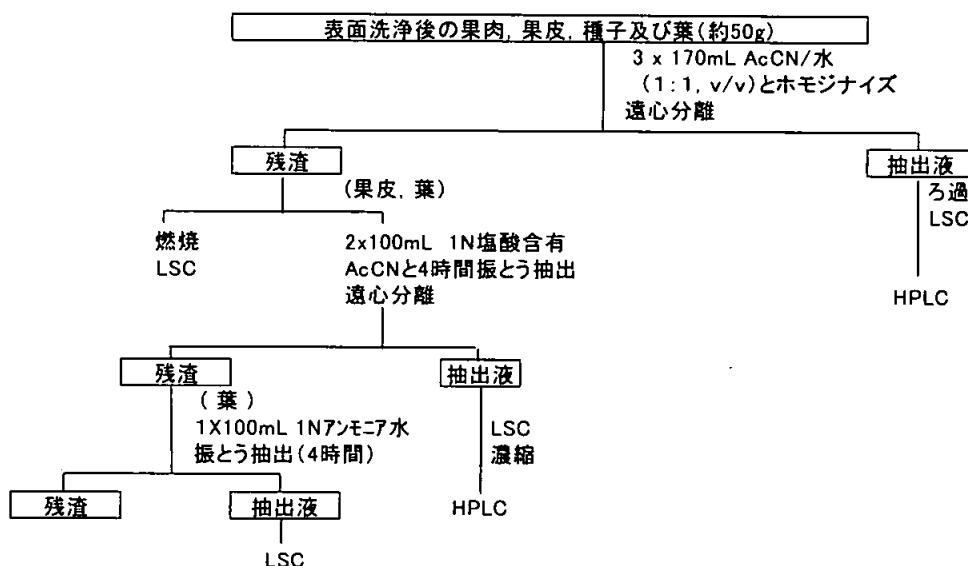 表面洗浄後の果肉, 果皮, 種子及び葉(約50g)
3 x 170mL AcCN/水
(1:1, v/v)とホモジナイズ
遠心分離
残渣
抽出液
(果皮, 葉)
ろ過
LSC
燃焼
LSC
2x100mL 1N塩酸含有
AcCNと4時間振とう抽出
遠心分離
HPLC
残渣
抽出液
(葉)
1X100mL 1Nアンモニア水
振とう抽出(4時間)
LSC
濃縮
残渣
抽出液
HPLC
LSC